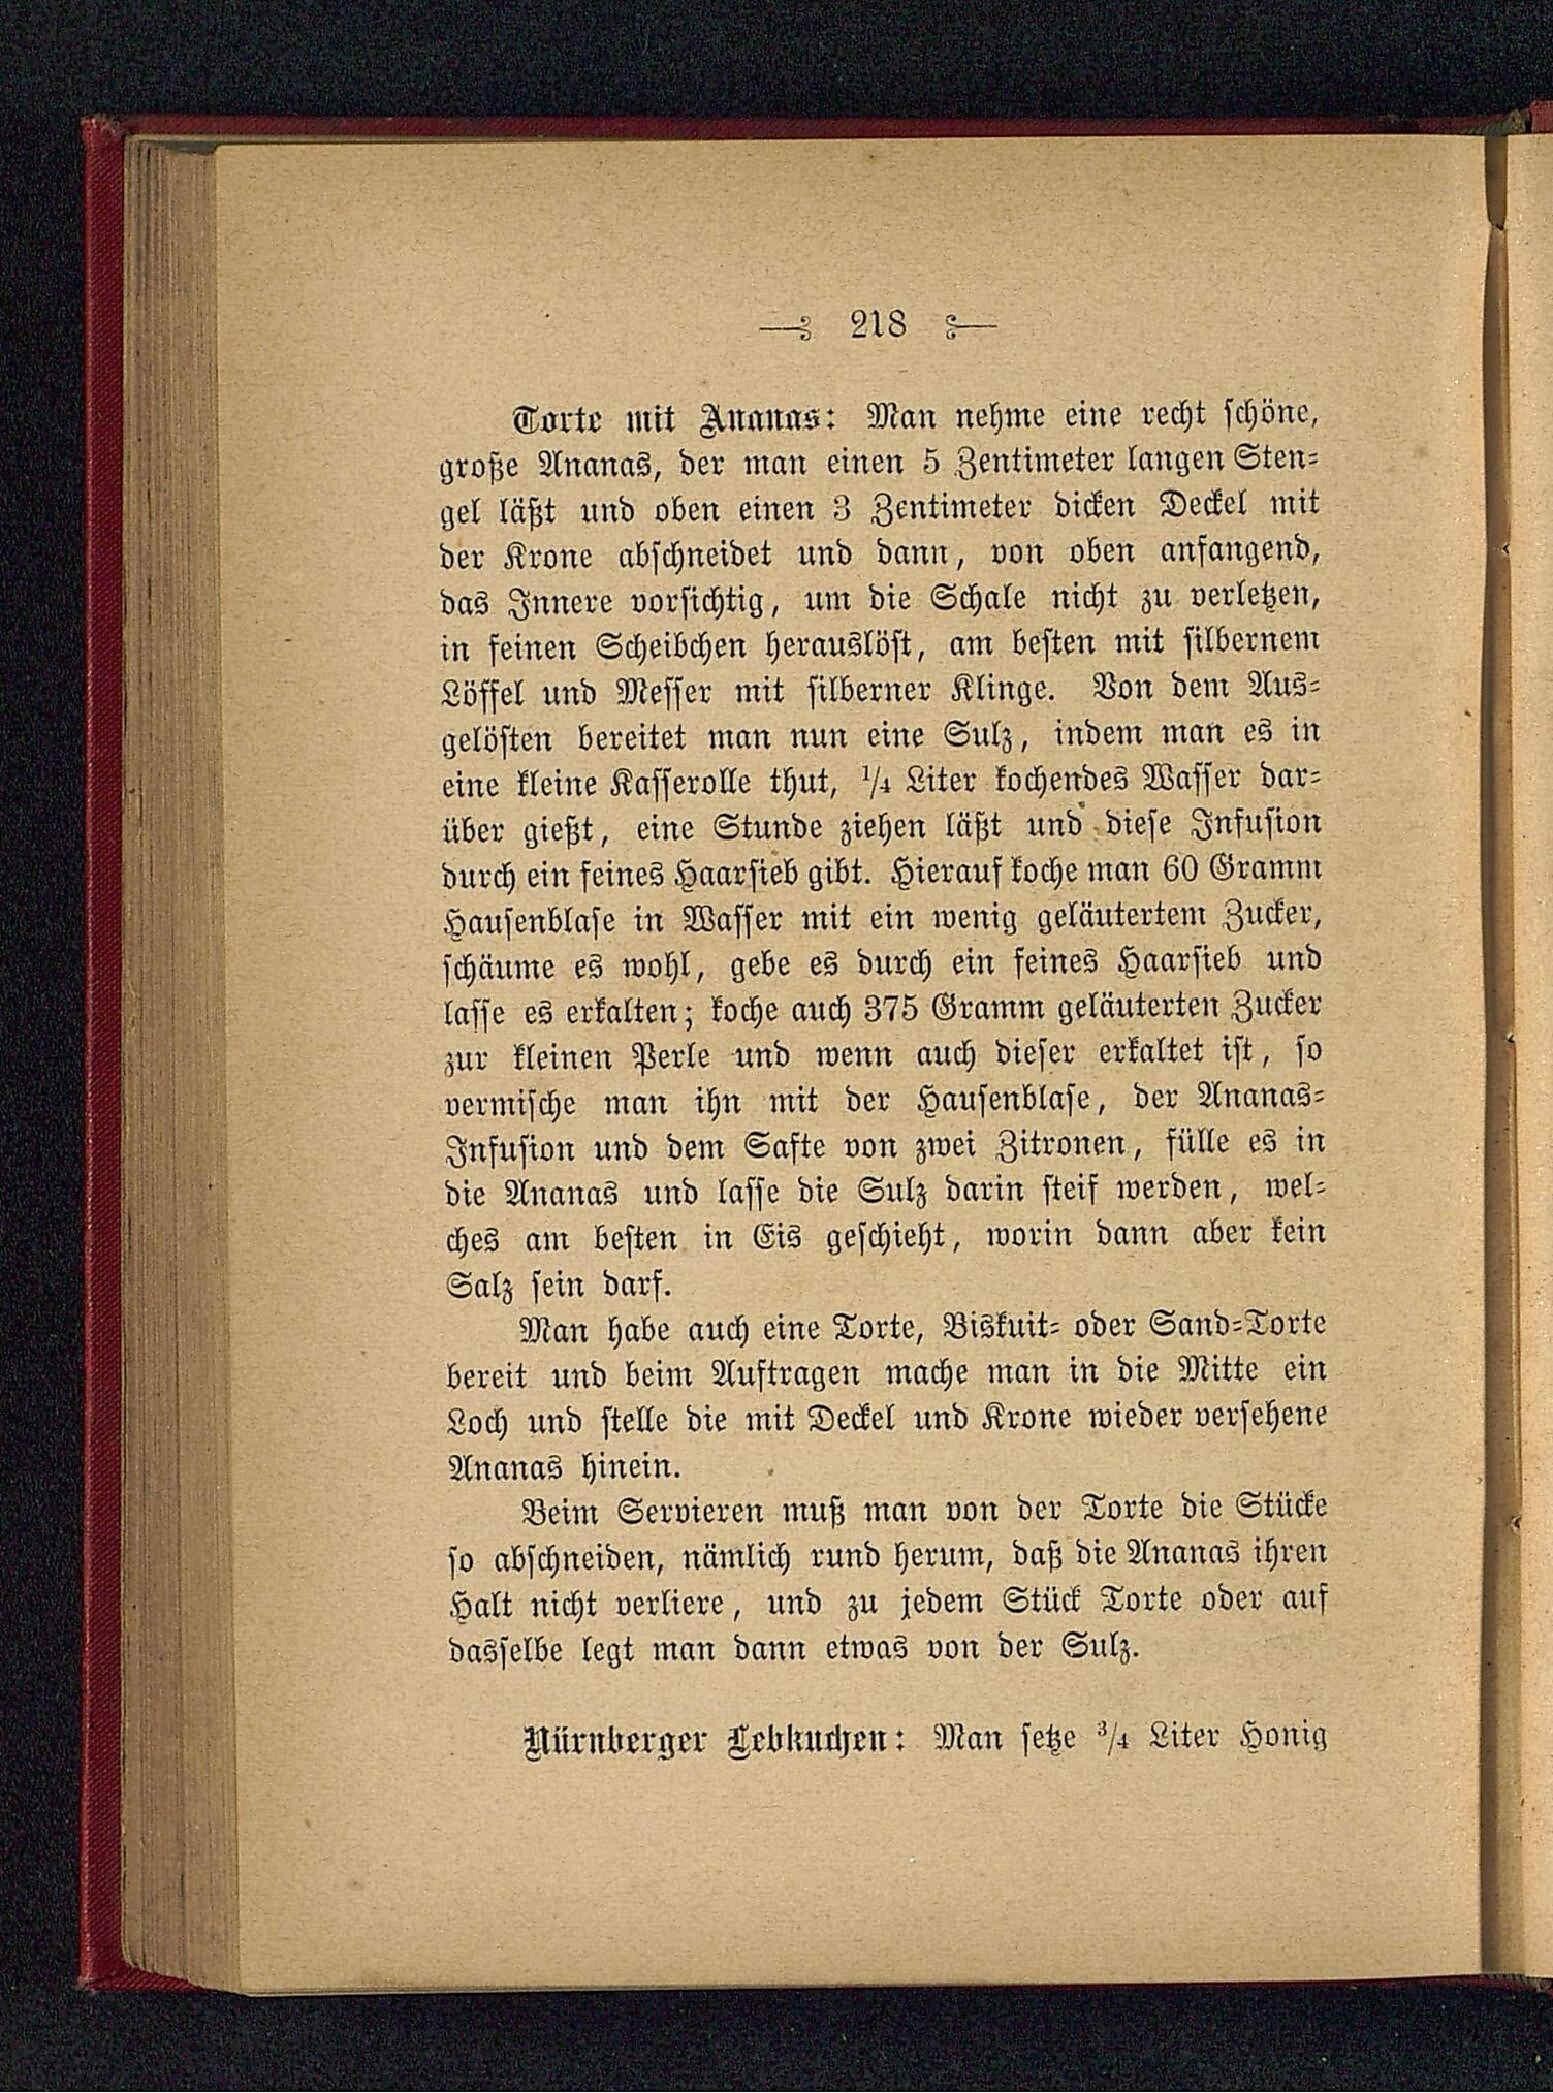 218
Torte mit Ananas: Man nehme eine recht schöne,
große Ananas, der man einen 5 Zentimeter langen Sten-
gel läßt und oben einen 3 Zentimeter dicken Deckel mit
der Krone abschneidet und dann, von oben anfangend,
das Innere vorsichtig, um die Schale nicht zu verletzen,
in feinen Scheibchen herauslöst, am besten mit silbernem
Löffel und Messer mit silberner Klinge. Von dem Aus-
gelösten bereitet man nun eine Sulz, indem man es in
eine kleine Kasserolle thut, 1/4 Liter kochendes Wasser dar-
über gießt, eine Stunde ziehen läßt und diese Infusion
durch ein feines Haarsieb gibt. Hierauf koche man 60 Gramm
Hausenblase in Wasser mit ein wenig geläutertem Zucker,
schäume es wohl, gebe es durch ein feines Haarsieb und
lasse es erkalten; koche auch 375 Gramm geläuterten Zucker
zur kleinen Perle und wenn auch dieser erkaltet ist, so
vermische man ihn mit der Hausenblase, der Ananas-
Infusion und dem Safte von zwei Zitronen, fülle es in
die Ananas und lasse die Sulz darin steif werden, wel-
ches am besten in Eis geschieht, worin dann aber kein
Salz sein darf.
Man habe auch eine Torte, Biskuit- oder Sand-Torte
bereit und beim Auftragen mache man in die Mitte ein
Loch und stelle die mit Deckel und Krone wieder versehene
Ananas hinein.
Beim Servieren muß man von der Torte die Stücke
so abschneiden, nämlich rund herum, daß die Ananas ihren
Halt nicht verliere, und zu jedem Stück Torte oder auf
dasselbe legt man dann etwas von der Sulz.
Nürnberger Lebkuchen: Man setze 3/4 Liter Honig